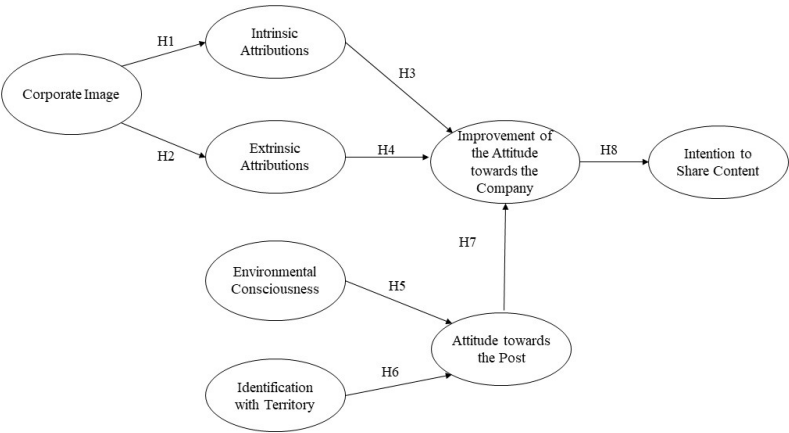 Intrinsic
Attributions
H1
H3
Corporate Image
H2
Extrinsic
Attributions
H4
Improvement of
the Attitude
towards the
Company
H8
Intention to
Share Content
H7
Environmental
Consciousness
H5
Attitude towards
the Post
H6
Identification
with Territory